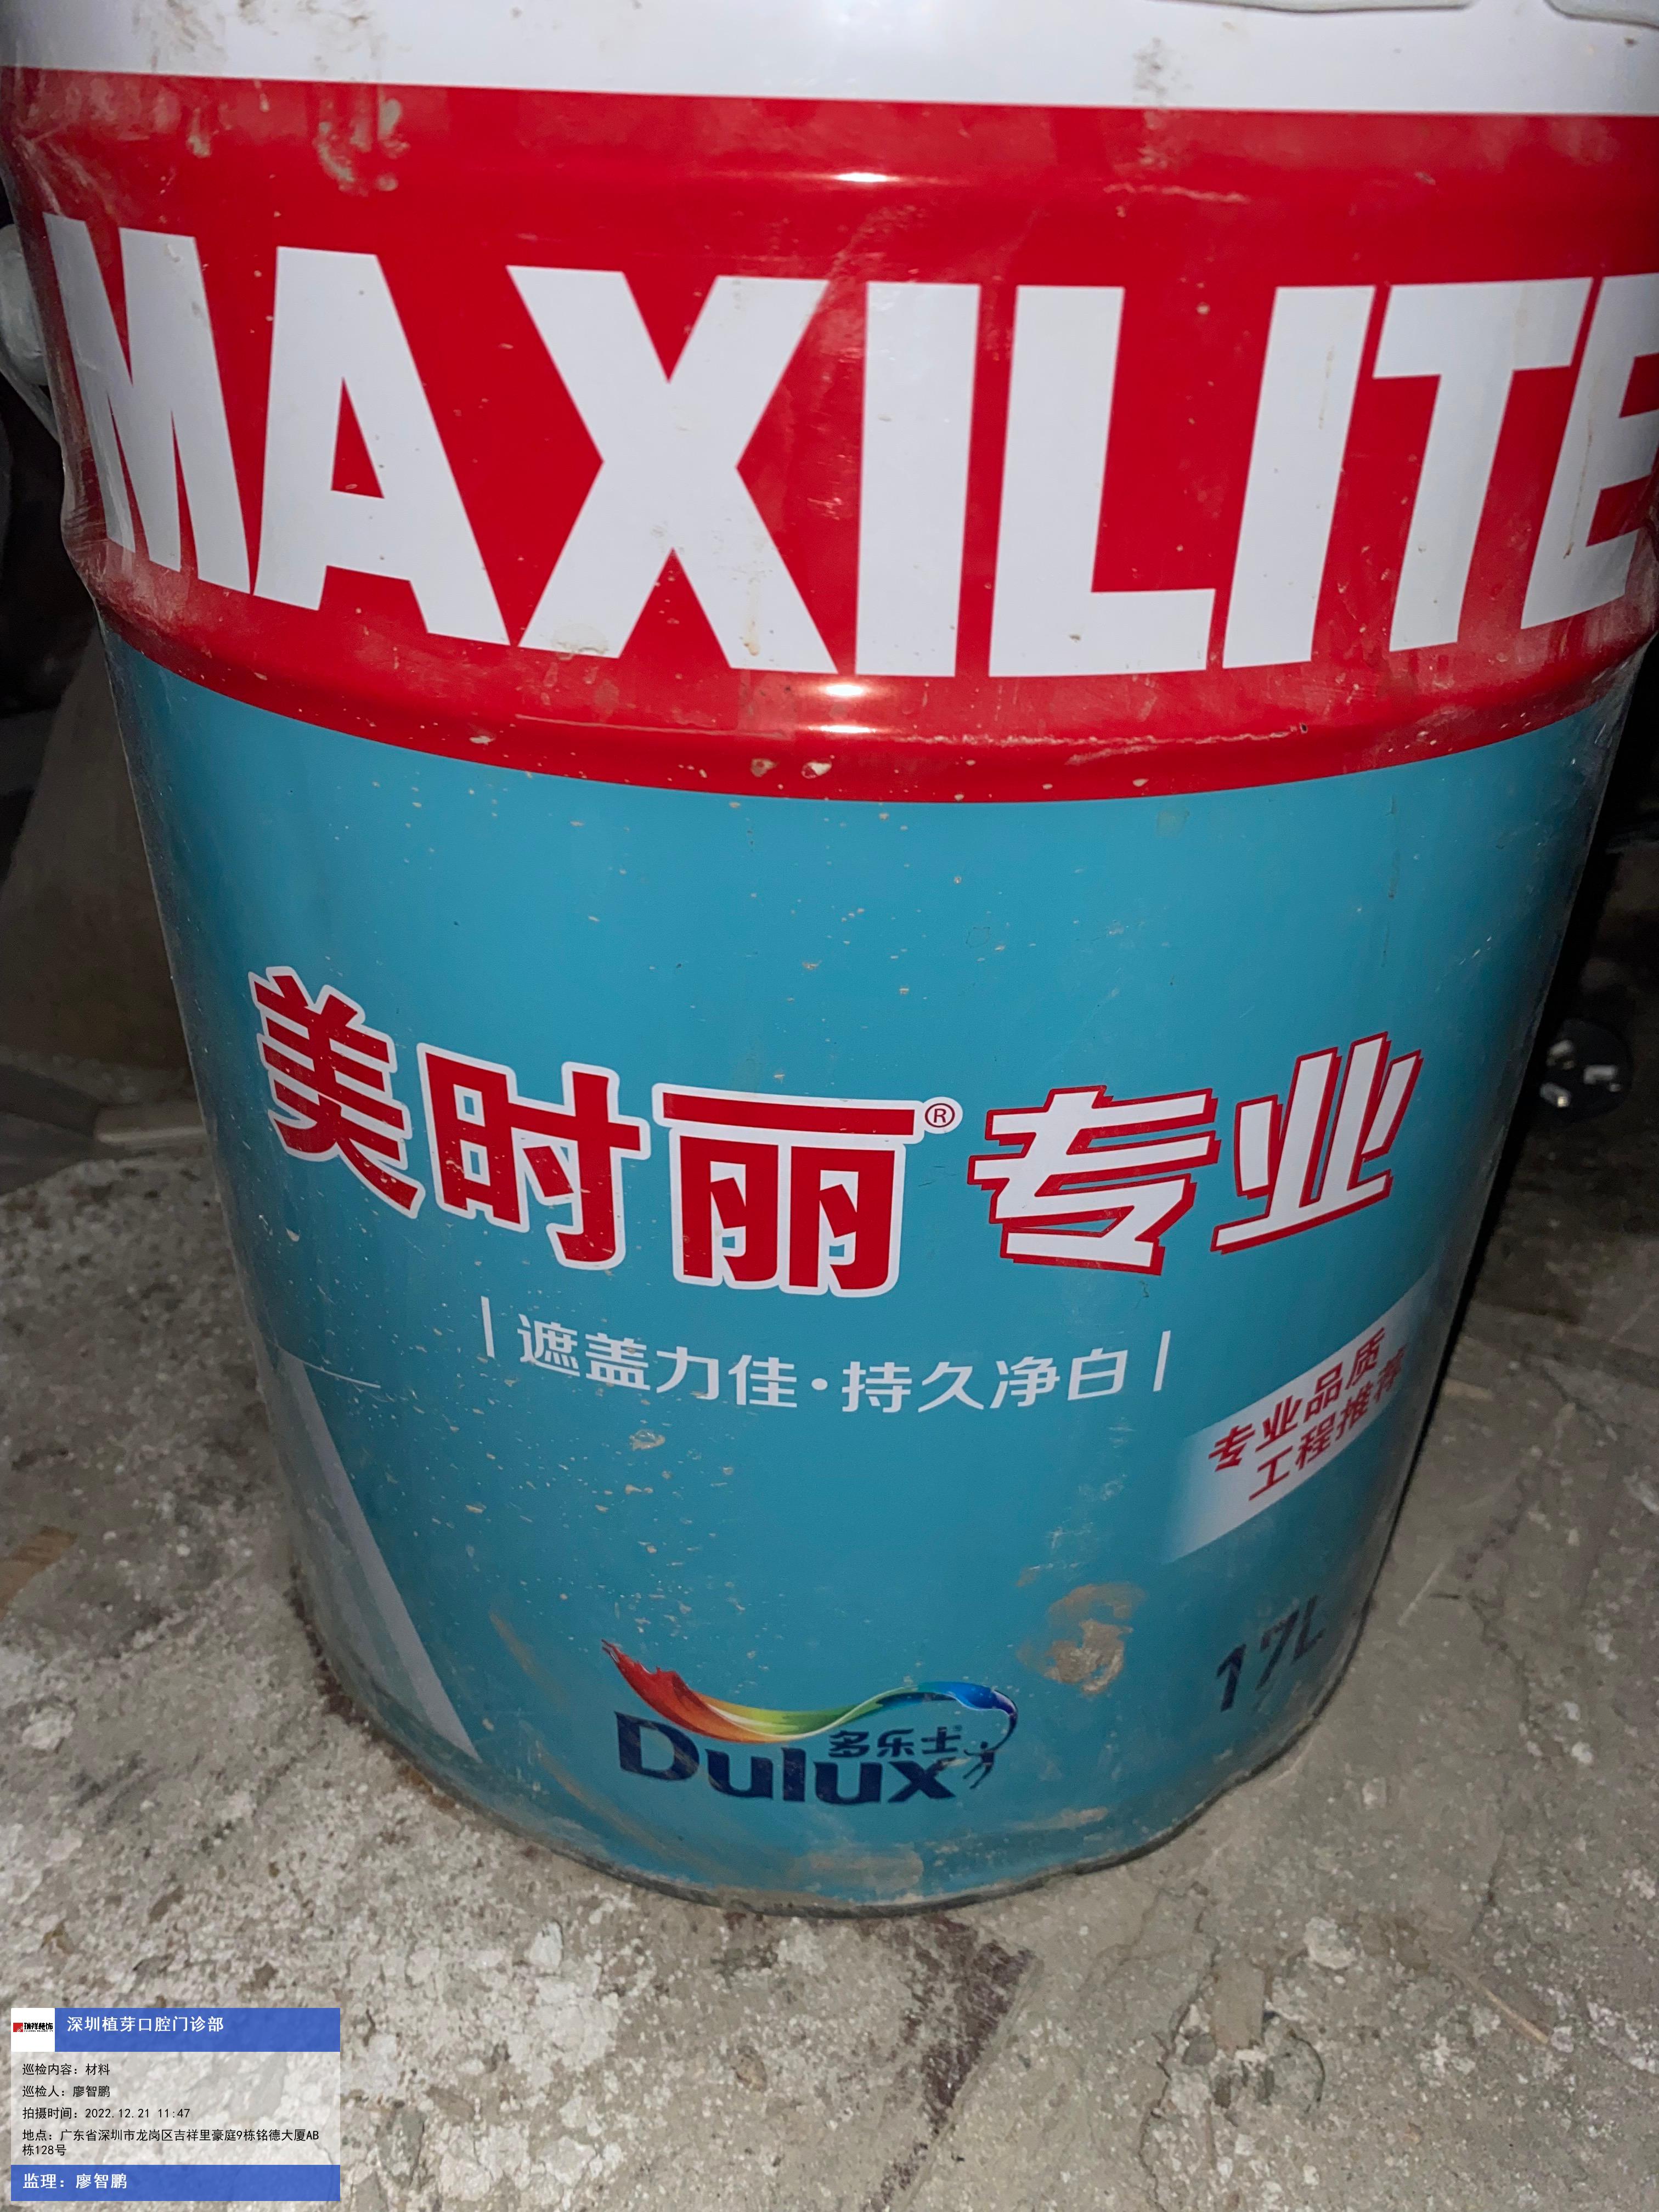 MAXILITE
美时丽® 专业
遮盖力佳·持久净白
专业品质
工程推荐
17L
多乐士
Dulux
瑞祥装饰
深圳植芽口腔门诊部
巡检内容：材料
巡检人：廖智鹏
拍摄时间：2022.12.21 11:47
地点：广东省深圳市龙岗区吉祥里豪庭9栋铭德大厦AB
栋128号
监理：廖智鹏